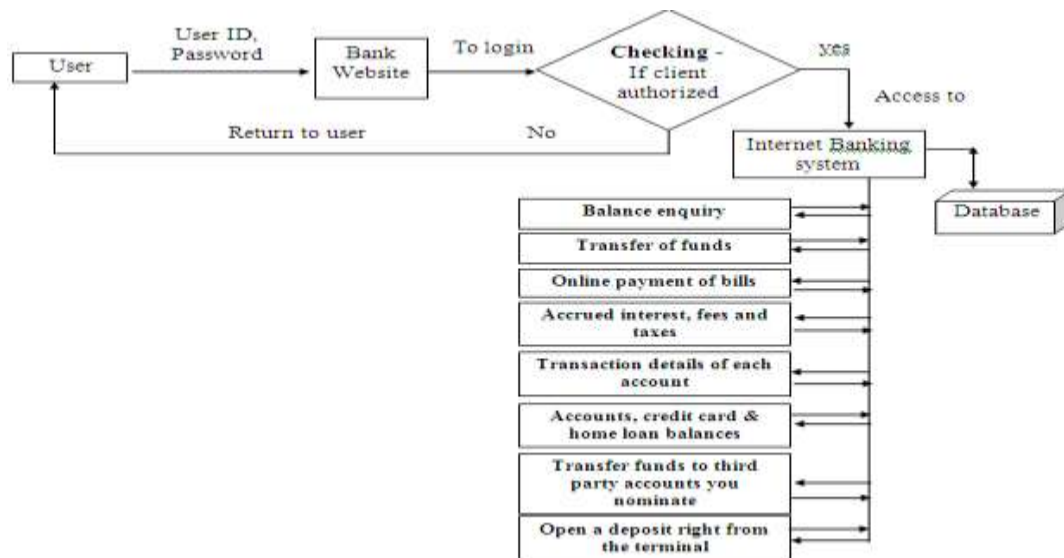 User ID,
Password
User
Bank
Website
To login
Checking -
If client
authorized
yes
Access to
Return to user
No
Internet Banking
system
Database
Balance enquiry
Transfer of funds
Online payment of bills
Accrued interest, fees and
taxes
Transaction details of each
account
Accounts, credit card &
home loan balances
Transfer funds to third
party accounts you
nominate
Open a deposit right from
the terminal